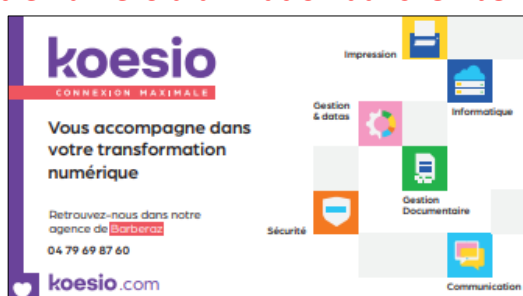 koesio
CONNEXION MAXIMALE
Vous accompagne dans
votre transformation
numérique
Retrouvez-nous dans notre
agence de Barberaz
04 79 69 87 60
koesio.com
Impression
Informatique
Gestion
& datas
Gestion
Documentaire
Sécurité
Communication